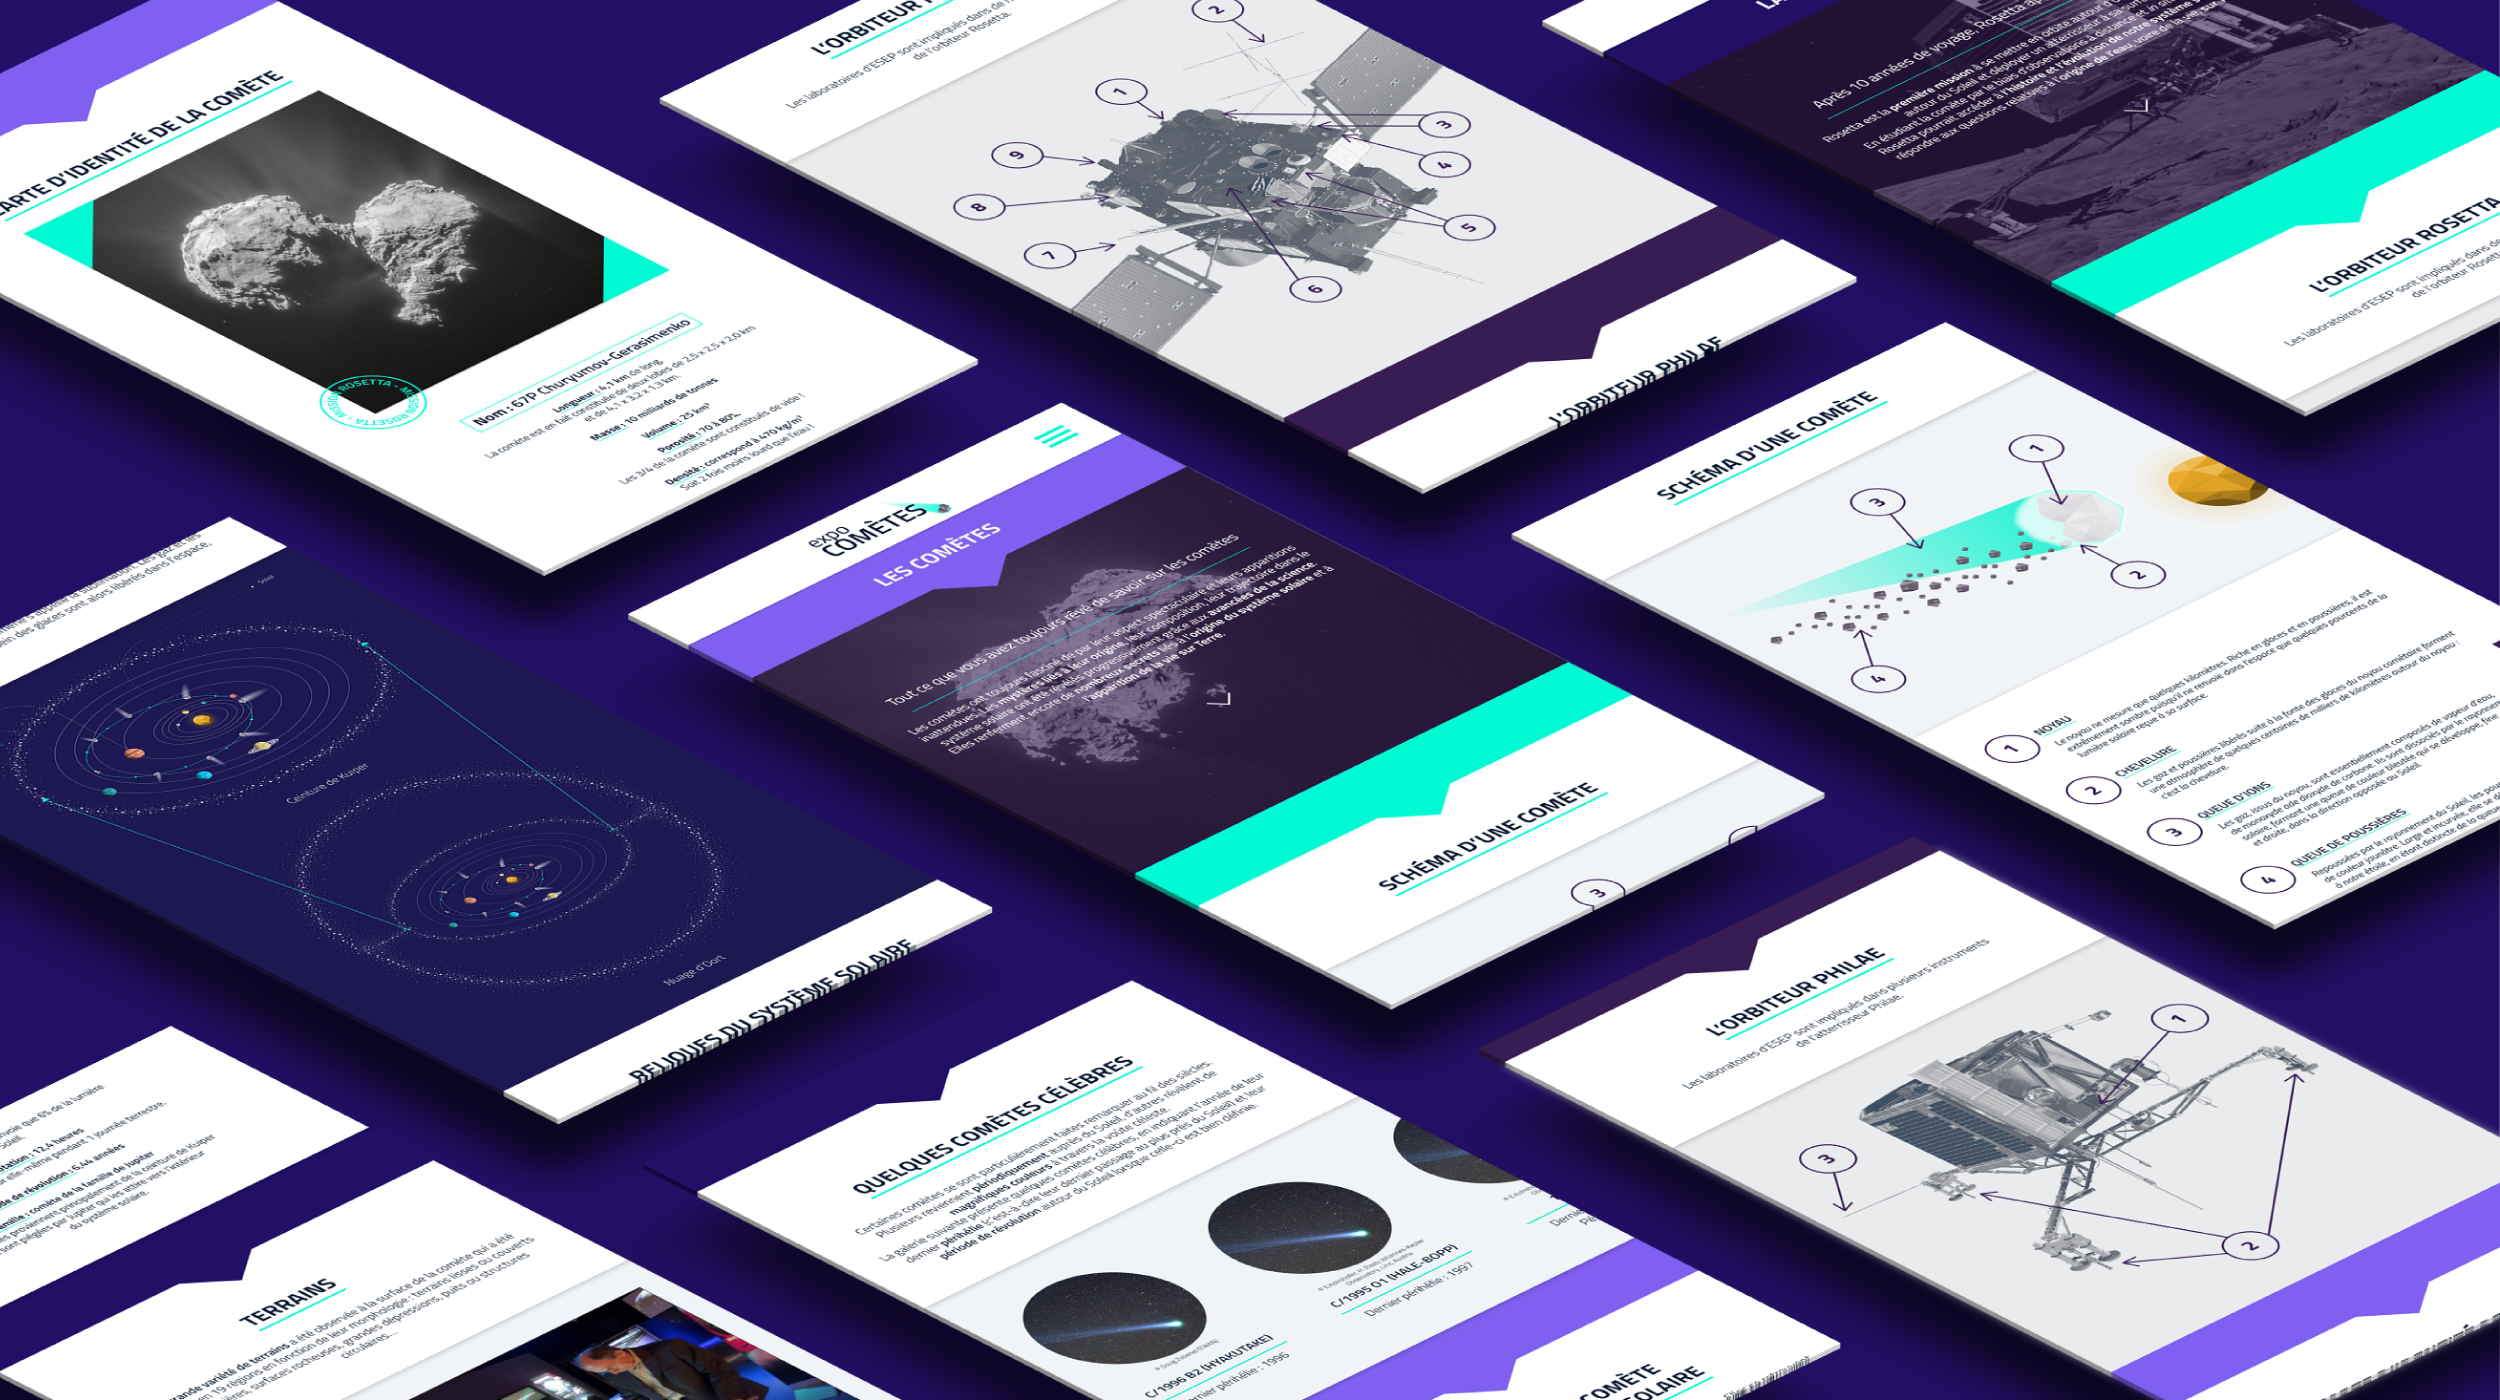 CARTE D'IDENTITÉ DE LA COMÈTE
MISSION ROSETTA • MISSION ROSETTA •
Nom : 67P Churyumov-Gerasimenko
Longueur : 4,1 km de long.
La comète est en fait constituée de deux lobes de 2,5 x 2,5 x 2,0 km
et de 4,1 x 3,2 x 1,3 km.
Masse : 10 milliards de tonnes
Volume : 25 km³
Porosité : 70 à 80%.
Les 3/4 de la comète sont constitués de vide !
Densité : correspond à 470 kg/m³
Soit 2 fois moins lourd que l'eau !
L'ORBITEUR
Les laboratoires d'ESEP sont impliqués dans de
de l'orbiteur Rosetta.
1
2
3
4
5
6
7
8
9
L'ORBITEUR PHILAE
Après 10 années de voyage, Rosetta
Rosetta est la première mission à se mettre en orbite autour d'
autour du Soleil et déployer un atterrisseur à sa
En étudiant la comète par le biais d'observations à distance et in
Rosetta pourrait accéder à l'histoire et l'évolution de notre système
répondre aux questions relatives à l'origine de l'eau, voire de la vie, sur
L'ORBITEUR ROSETTA
Les laboratoires d'ESEP sont impliqués dans
de l'orbiteur Rosetta
appelle la sublimation. Les gaz et les
des glaces sont alors libérés dans l'espace,
Soleil
Ceinture de Kuiper
Nuage d'Oort
RELIQUES DU SYSTÈME SOLAIRE
expo
COMÈTES
LES COMÈTES
Tout ce que vous avez toujours rêvé de savoir sur les comètes
Les comètes ont toujours fasciné de par leur aspect spectaculaire et leurs apparitions
inattendues. Les mystères liés à leur origine, leur composition, leur trajectoire dans le
système solaire ont été révélés progressivement grâce aux avancées de la science.
Elles renferment encore de nombreux secrets liés à l'origine du système solaire et à
l'apparition de la vie sur Terre.
SCHÉMA D'UNE COMÈTE
3
SCHÉMA D'UNE COMÈTE
1
3
2
4
1
NOYAU
Le noyau ne mesure que quelques kilomètres. Riche en glaces et en poussières, il est
extrêmement sombre puisqu'il ne renvoie dans l'espace que quelques pourcents de la
lumière solaire reçue à sa surface.
2
CHEVELURE
Les gaz et poussières libérés suite à la fonte des glaces du noyau cométaire forment
une atmosphère de quelques centaines de milliers de kilomètres autour du noyau :
c'est la chevelure.
3
QUEUE D'IONS
Les gaz, issus du noyau, sont essentiellement composés de vapeur d'eau,
de monoxyde ode dioxyde de carbone. Ils sont dissociés par le rayonnem
solaire, formant une queue de couleur bleutée qui se développe, fine
et droite, dans la direction opposée au Soleil.
4
QUEUE DE POUSSIÈRES
Repoussées par le rayonnement du Soleil, les pous
de couleur jaunâtre. Large et incurvée, elle se d
à notre étoile, en étant distincte de la queue
voie que 6% de la lumière
Soleil.
tation : 12,4 heures
elle-même pendant 1 journée terrestre.
de de révolution : 6,44 années
amille : comète de la famille de Jupiter
es proviennent principalement de la ceinture de Kuiper
sont piégées par Jupiter qui les attire vers l'intérieur
du système solaire.
TERRAINS
grande variété de terrains a été observée à la surface de la comète qui a été
en 19 régions en fonction de leur morphologie : terrains lisses ou couverts
ères, surfaces rocheuses, grandes dépressions, puits ou structures
circulaires...
QUELQUES COMÈTES CÉLÈBRES
Certaines comètes se sont particulièrement faites remarquer au fil des siècles.
Plusieurs reviennent périodiquement auprès du Soleil, d'autres révèlent de
magnifiques couleurs à travers la voûte céleste.
La galerie suivante présente quelques comètes célèbres, en indiquant l'année de leur
dernier périhélie (c'est-à-dire leur dernier passage au plus près du Soleil) et leur
période de révolution autour du Soleil lorsque celle-ci est bien définie.
C/1996 B2 (HYAKUTAKE)
Dernier périhélie : 1996
C/1995 O1 (HALE-BOPP)
Dernier périhélie : 1997
L'ORBITEUR PHILAE
Les laboratoires d'ESEP sont impliqués dans plusieurs instruments
de l'atterrisseur Philae.
1
3
2
COMÈTE
SOLAIRE